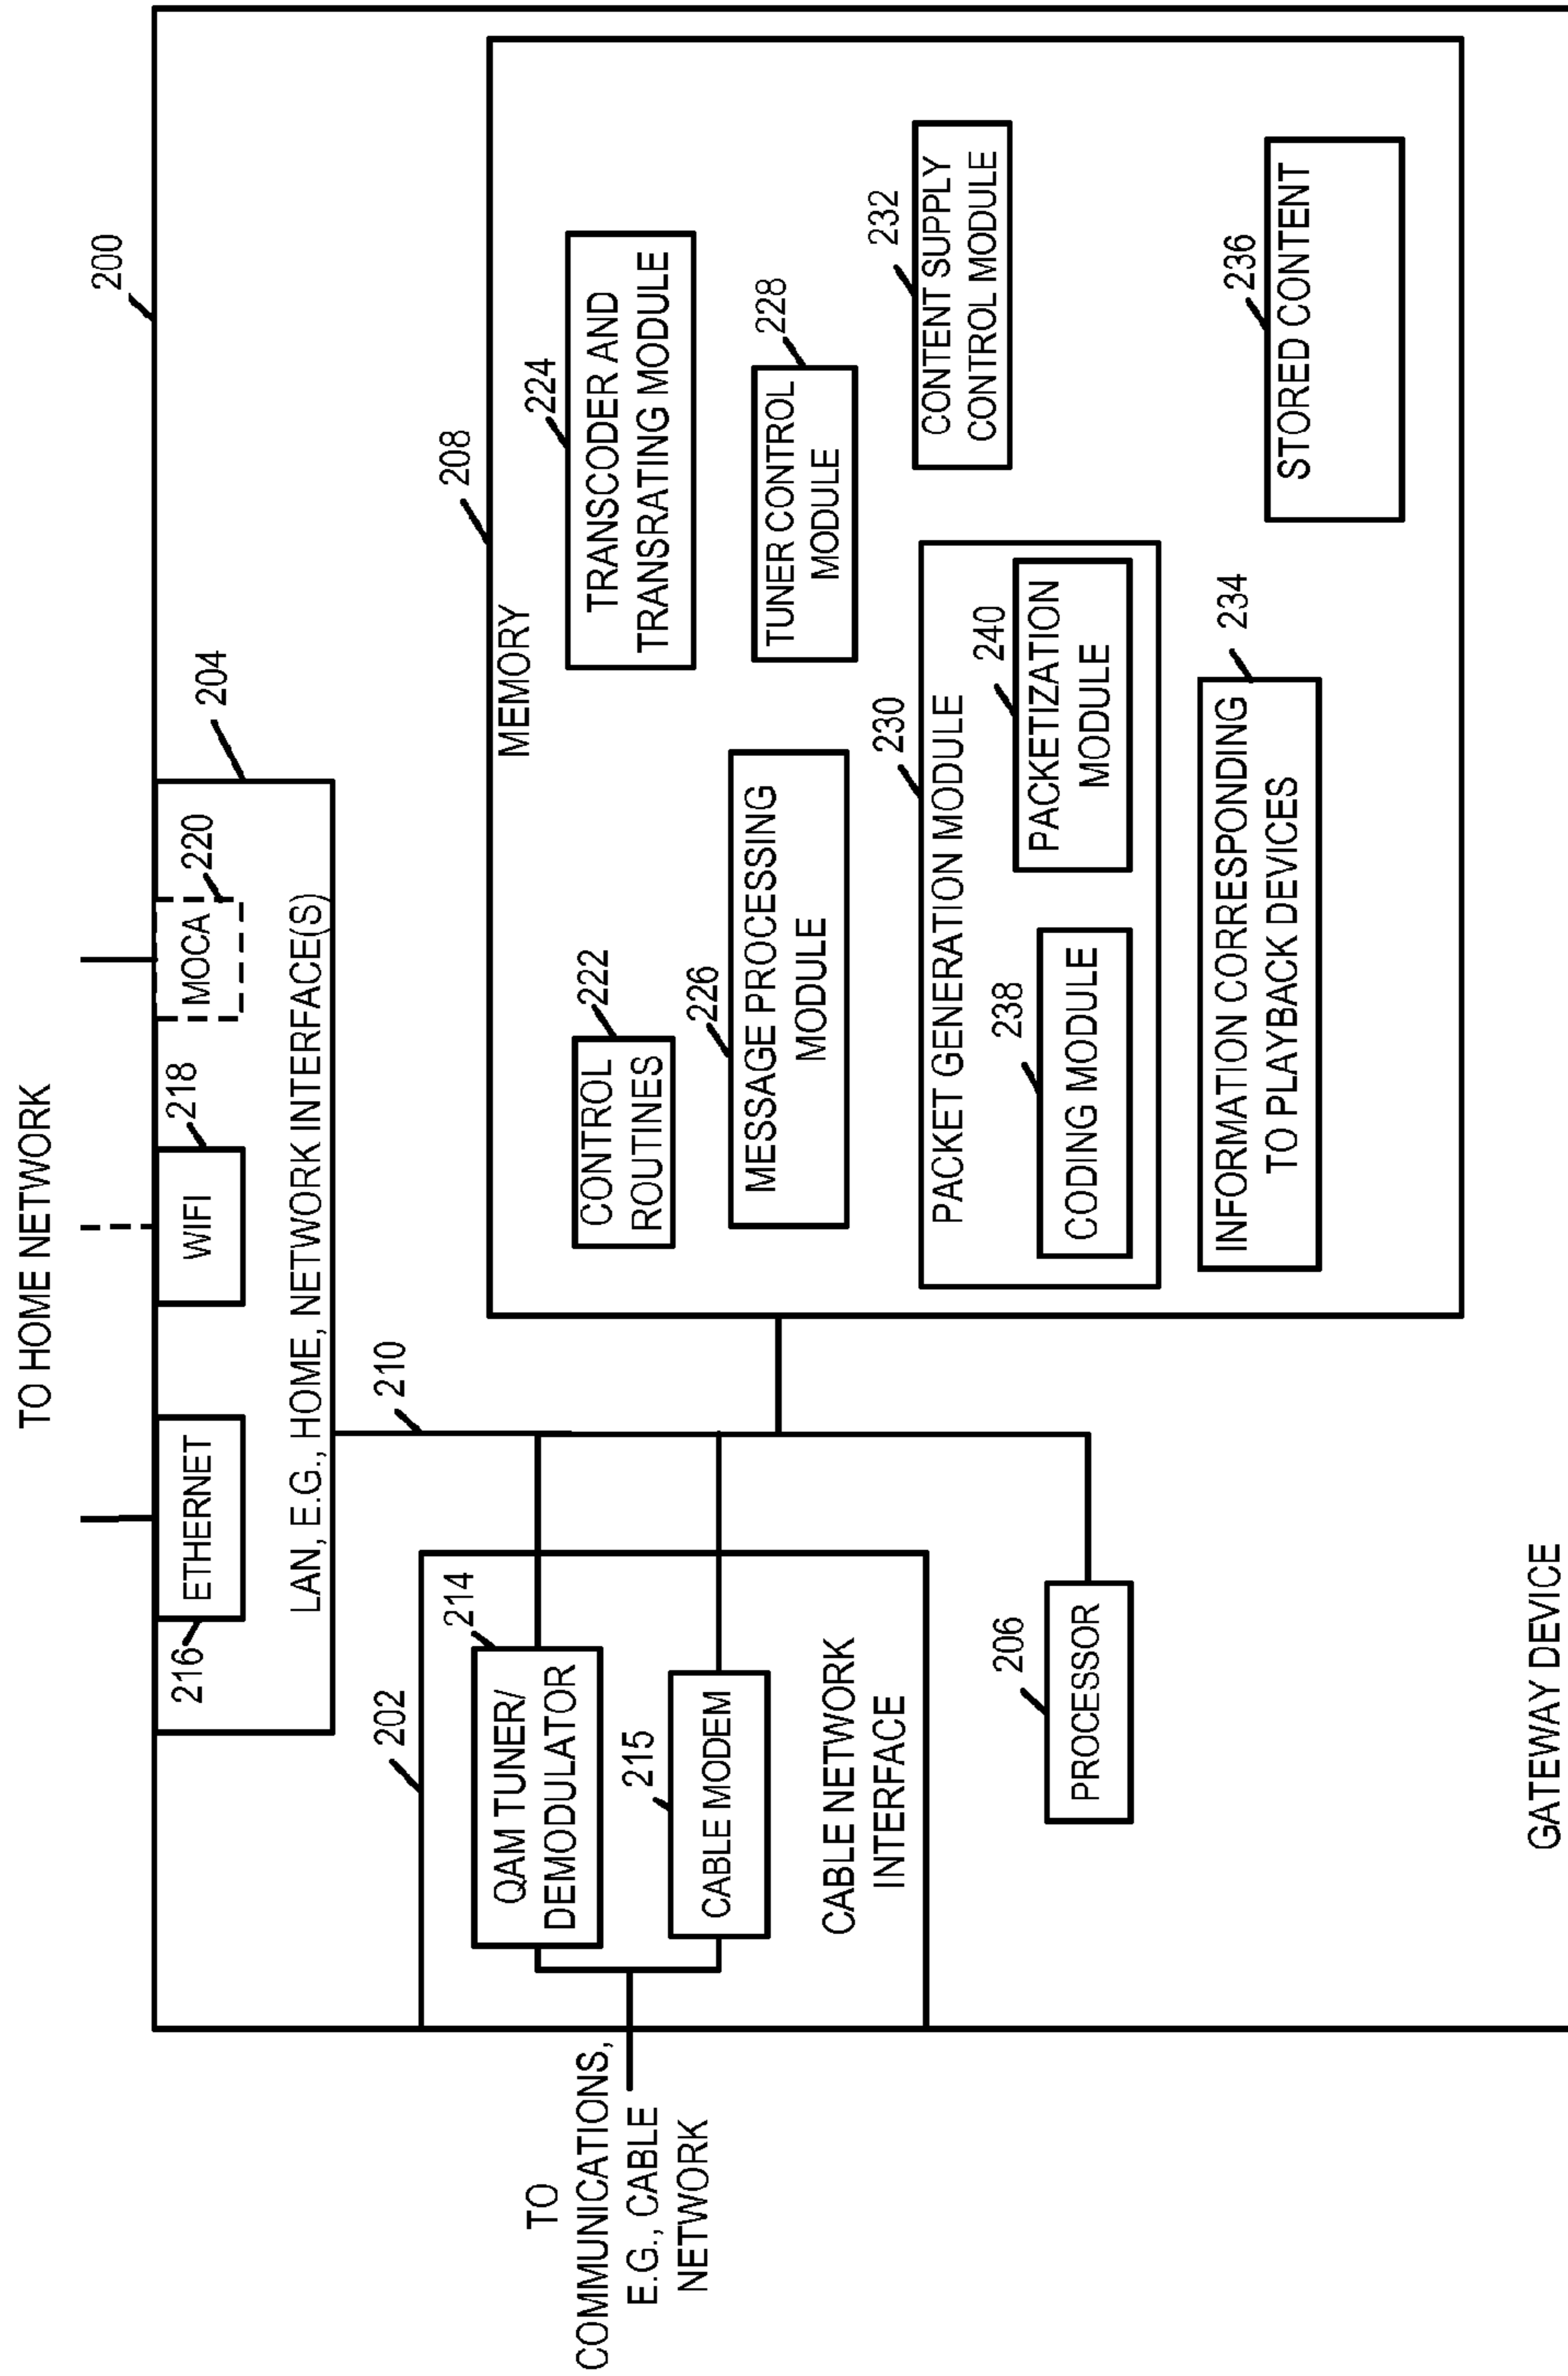 TO HOME NETWORK
200
204
216
ETHERNET
218
WIFI
220
MOCA
LAN, E.G., HOME, NETWORK INTERFACE(S)
202
214
QAM TUNER/
DEMODULATOR
215
CABLE MODEM
CABLE NETWORK
INTERFACE
TO
COMMUNICATIONS,
E.G., CABLE
NETWORK
210
206
PROCESSOR
208
MEMORY
222
CONTROL
ROUTINES
224
TRANSCODER AND
TRANSRATING MODULE
226
MESSAGE PROCESSING
MODULE
228
TUNER CONTROL
MODULE
230
PACKET GENERATION MODULE
238
CODING MODULE
240
PACKETIZATION
MODULE
232
CONTENT SUPPLY
CONTROL MODULE
234
INFORMATION CORRESPONDING
TO PLAYBACK DEVICES
236
STORED CONTENT
GATEWAY DEVICE